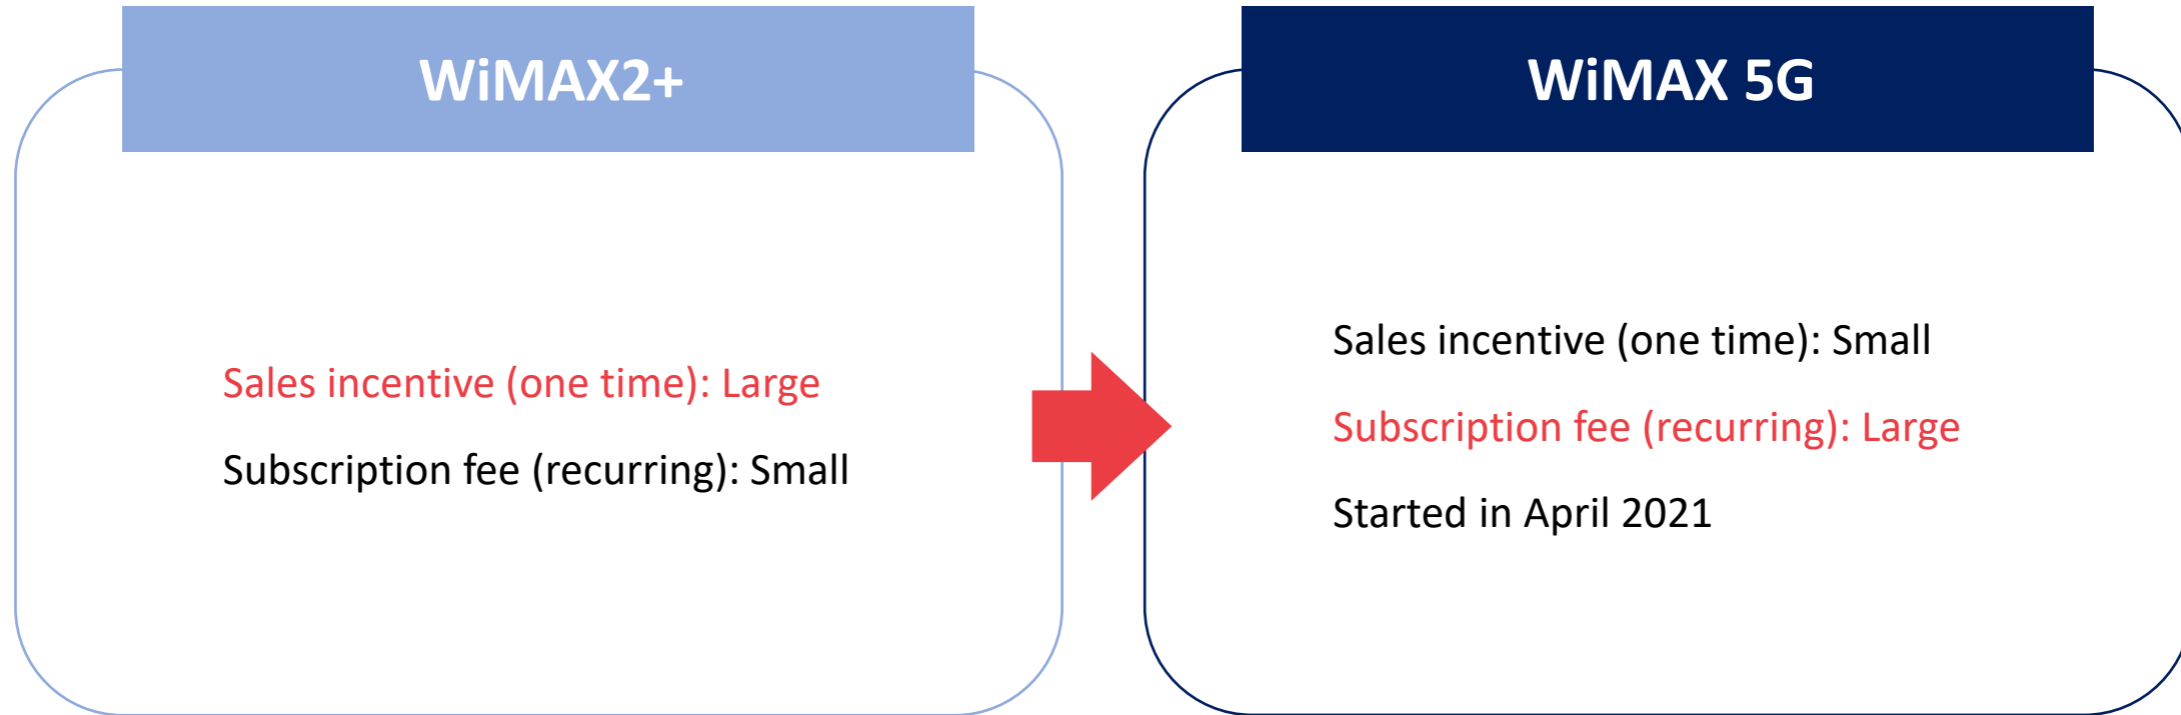 WiMAX2+
Sales incentive (one time): Large
Subscription fee (recurring): Small
WiMAX 5G
Sales incentive (one time): Small
Subscription fee (recurring): Large
Started in April 2021